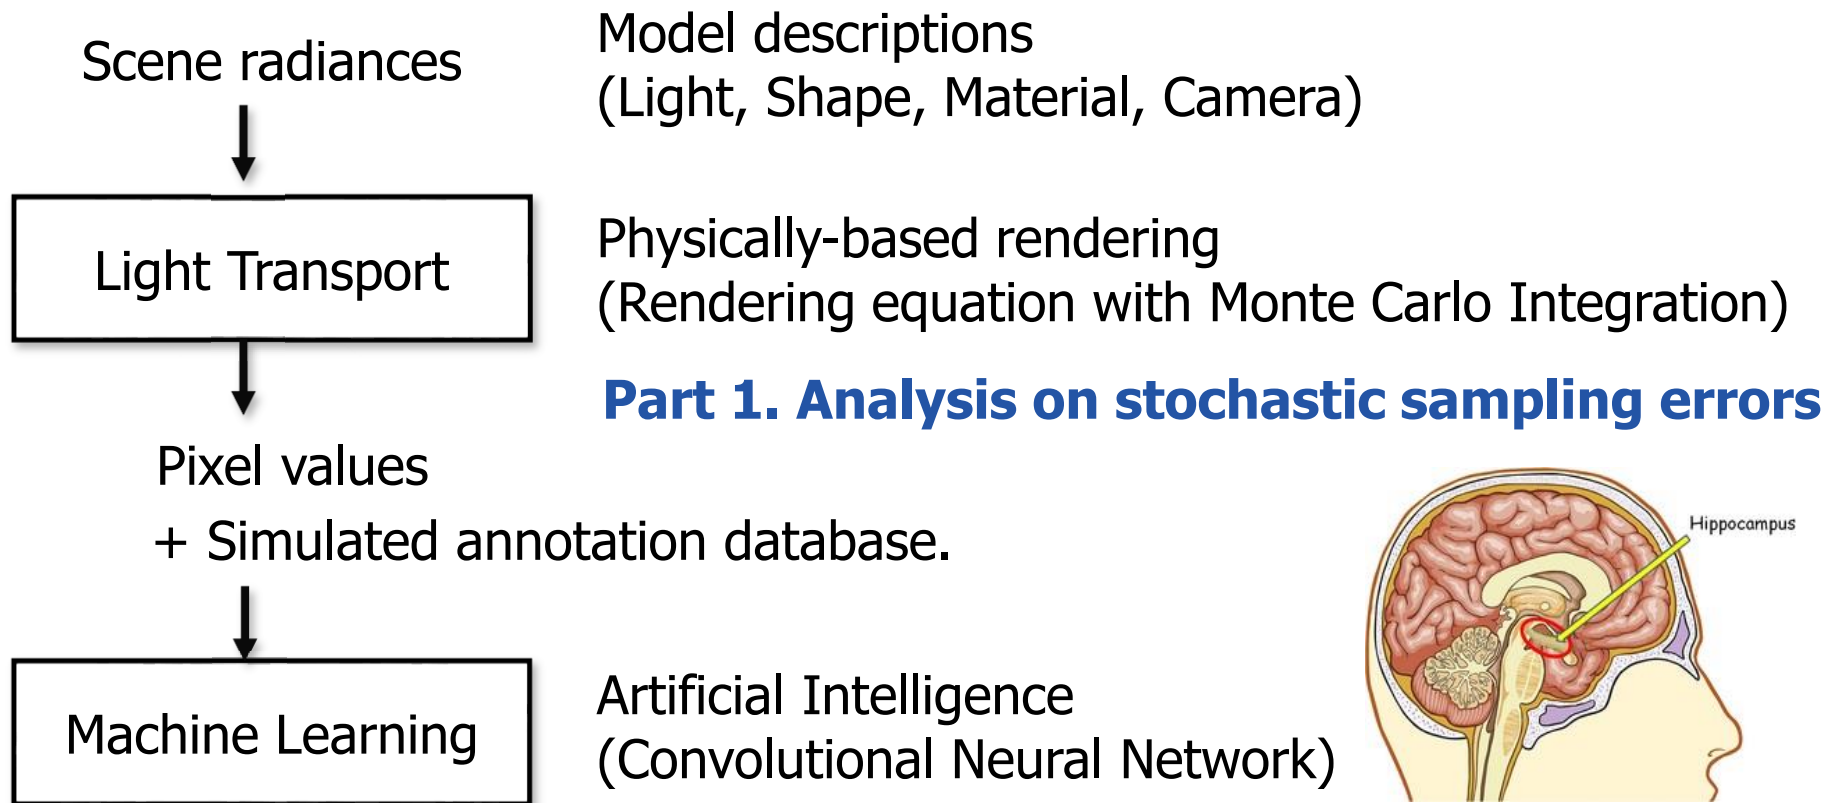 Scene radiances
Model descriptions
(Light, Shape, Material, Camera)
Light Transport
Physically-based rendering
(Rendering equation with Monte Carlo Integration)
Part 1. Analysis on stochastic sampling errors
Pixel values
+ Simulated annotation database.
Hippocampus
Machine Learning
Artificial Intelligence
(Convolutional Neural Network)